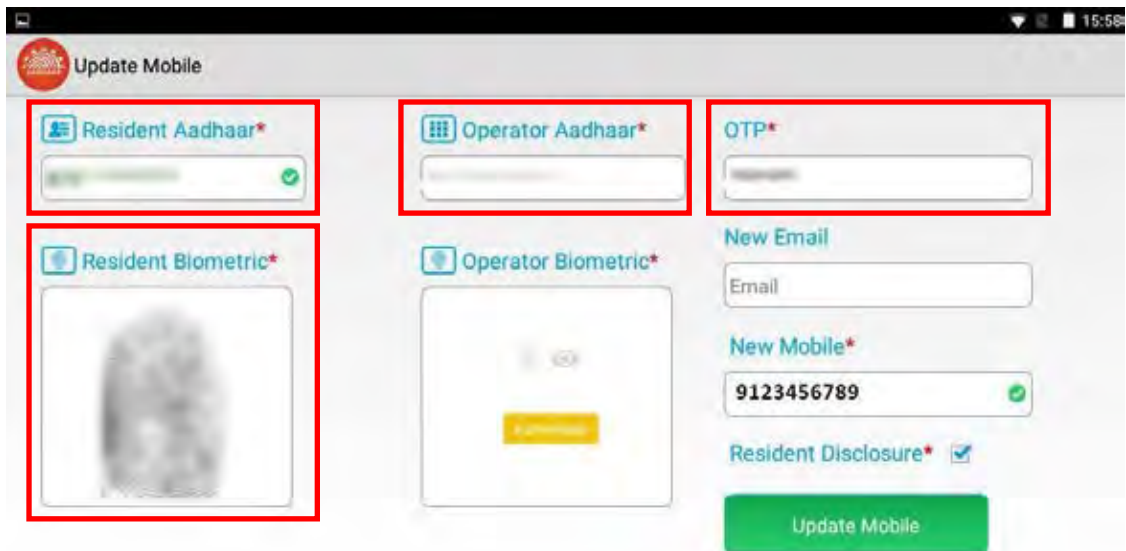 15:58
Update Mobile
Resident Aadhaar*
Operator Aadhaar*
OTP*
Resident Biometric*
Operator Biometric*
New Email
Email
New Mobile*
9123456789
Resident Disclosure*
Update Mobile